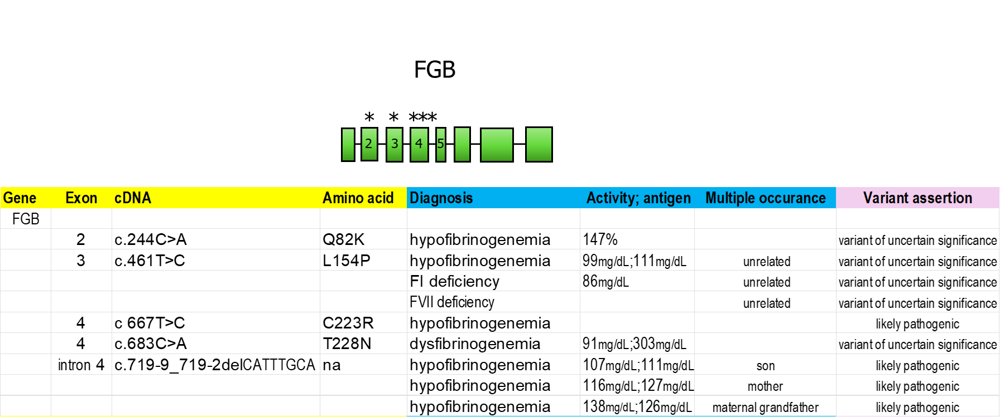 FGB
* * ***
2 3 4 5
Gene Exon cDNA Amino acid Diagnosis Activity; antigen Multiple occurance Variant assertion
FGB
2 c.244C>A Q82K hypofibrinogenemia 147% variant of uncertain significance
3 c.461T>C L154P hypofibrinogenemia 99mg/dL;111mg/dL unrelated variant of uncertain significance
FI deficiency 86mg/dL unrelated variant of uncertain significance
FVII deficiency unrelated variant of uncertain significance
4 c 667T>C C223R hypofibrinogenemia likely pathogenic
4 c.683C>A T228N dysfibrinogenemia 91mg/dL;303mg/dL variant of uncertain significance
intron 4 c.719-9_719-2delCATTTGCA na hypofibrinogenemia 107mg/dL;111mg/dL son likely pathogenic
hypofibrinogenemia 116mg/dL;127mg/dL mother likely pathogenic
hypofibrinogenemia 138mg/dL;126mg/dL maternal grandfather likely pathogenic